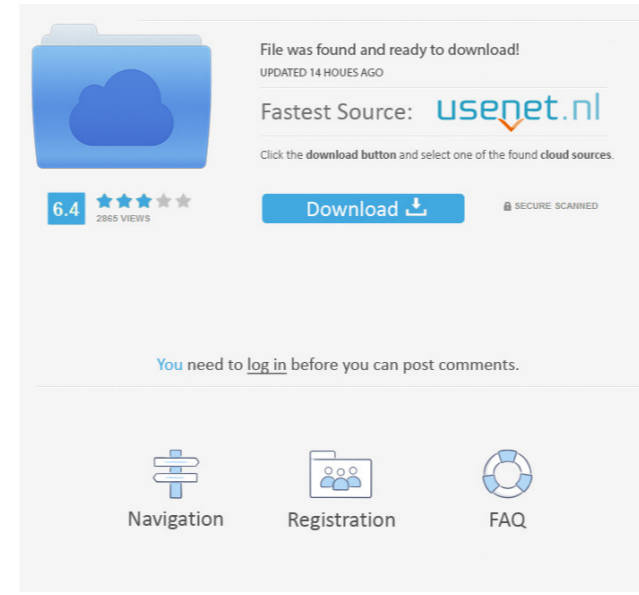 File was found and ready to download!
UPDATED 14 HOUES AGO
Fastest Source: usenet.nl
Click the download button and select one of the found cloud sources.
6.4
2865 VIEWS
Download
SECURE SCANNED
You need to log in before you can post comments.
Navigation
Registration
FAQ